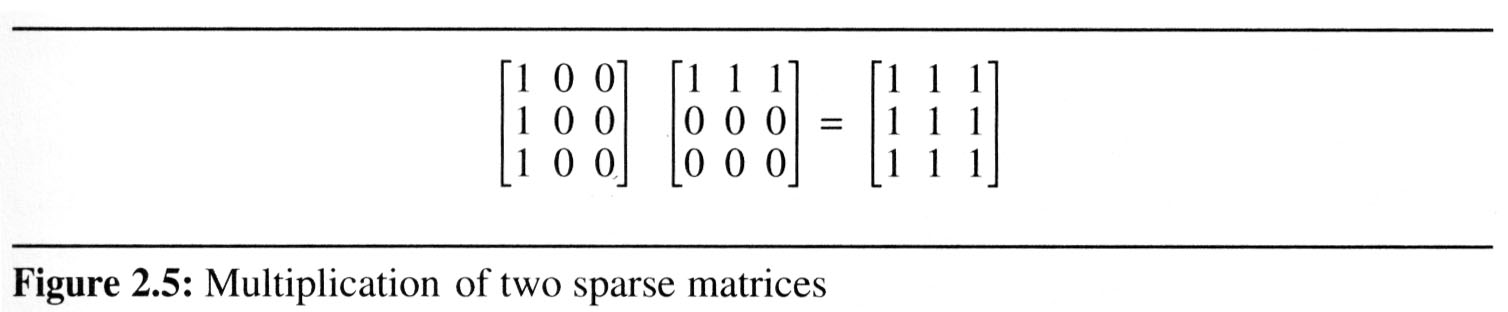 [1 0 0] [1 1 1] [1 1 1]
[1 0 0] [0 0 0] = [1 1 1]
[1 0 0] [0 0 0] [1 1 1]
Figure 2.5: Multiplication of two sparse matrices